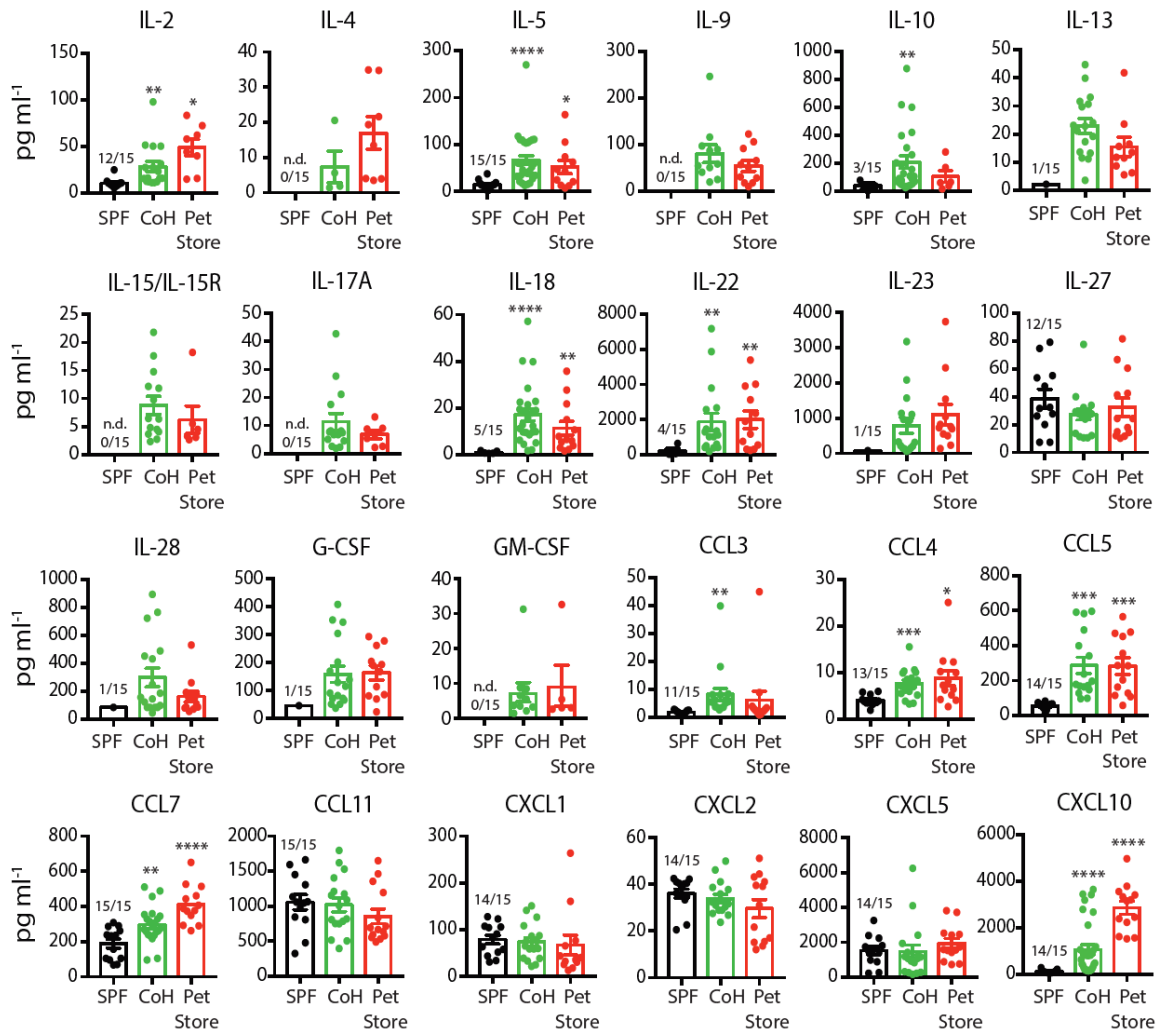 IL-2 IL-4 IL-5 IL-9 IL-10 IL-13
pg ml-1
150 100 50 0
12/15 ** *
SPF CoH Pet Store
40 30 20 10 0
n.d.
0/15
SPF CoH Pet Store
300 200 100 0
15/15 **** *
SPF CoH Pet Store
300 200 100 0
n.d.
0/15
SPF CoH Pet Store
1000 800 600 400 200 0
3/15 **
SPF CoH Pet Store
50 40 30 20 10 0
1/15
SPF CoH Pet Store
IL-15/IL-15R IL-17A IL-18 IL-22 IL-23 IL-27
pg ml-1
25 20 15 10 5 0
n.d.
0/15
SPF CoH Pet Store
50 40 30 20 10 0
n.d.
0/15
SPF CoH Pet Store
60 40 20 0
5/15 **** **
SPF CoH Pet Store
8000 6000 4000 2000 0
4/15 ** **
SPF CoH Pet Store
4000 3000 2000 1000 0
1/15
SPF CoH Pet Store
100 80 60 40 20 0
12/15
SPF CoH Pet Store
IL-28 G-CSF GM-CSF CCL3 CCL4 CCL5
pg ml-1
1000 800 600 400 200 0
1/15
SPF CoH Pet Store
500 400 300 200 100 0
1/15
SPF CoH Pet Store
40 30 20 10 0
n.d.
0/15
SPF CoH Pet Store
50 40 30 20 10 0
11/15 **
SPF CoH Pet Store
30 20 10 0
13/15 *** *
SPF CoH Pet Store
800 600 400 200 0
14/15 *** ***
SPF CoH Pet Store
CCL7 CCL11 CXCL1 CXCL2 CXCL5 CXCL10
pg ml-1
800 600 400 200 0
15/15 ** ****
SPF CoH Pet Store
2000 1500 1000 500 0
15/15
SPF CoH Pet Store
300 200 100 0
14/15
SPF CoH Pet Store
60 40 20 0
14/15
SPF CoH Pet Store
8000 6000 4000 2000 0
14/15
SPF CoH Pet Store
6000 4000 2000 0
14/15 **** ****
SPF CoH Pet Store